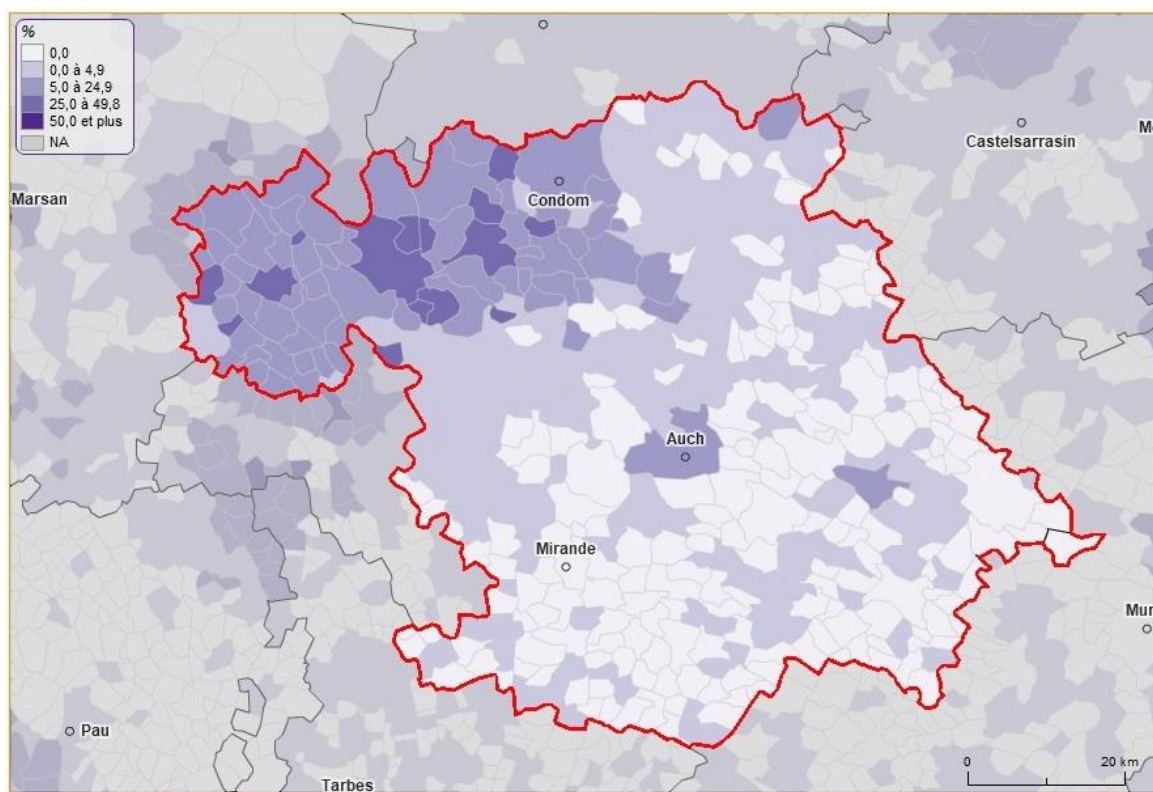 %
0,0
0,0 à 4,9
5,0 à 24,9
25,0 à 49,8
50,0 et plus
NA
Castelsarrasin
Marsan
Condom
Auch
Mirande
Mur
Pau
Tarbes
0 20 km